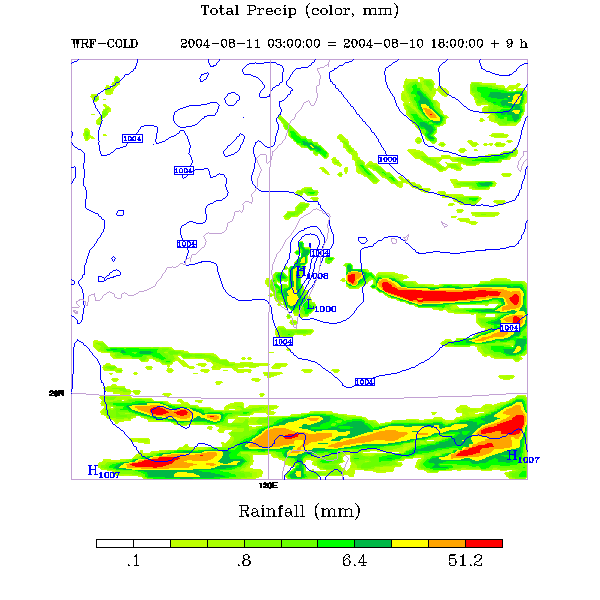 Total Precip (color, mm)
WRF-COLD 2004-08-11 03:00:00 = 2004-08-10 18:00:00 + 9 h
1004
1000
1004
1004
1004
H1008
L1000
1004
1004
1004
20N
H1007
H1007
120E
Rainfall (mm)
.1 .8 6.4 51.2